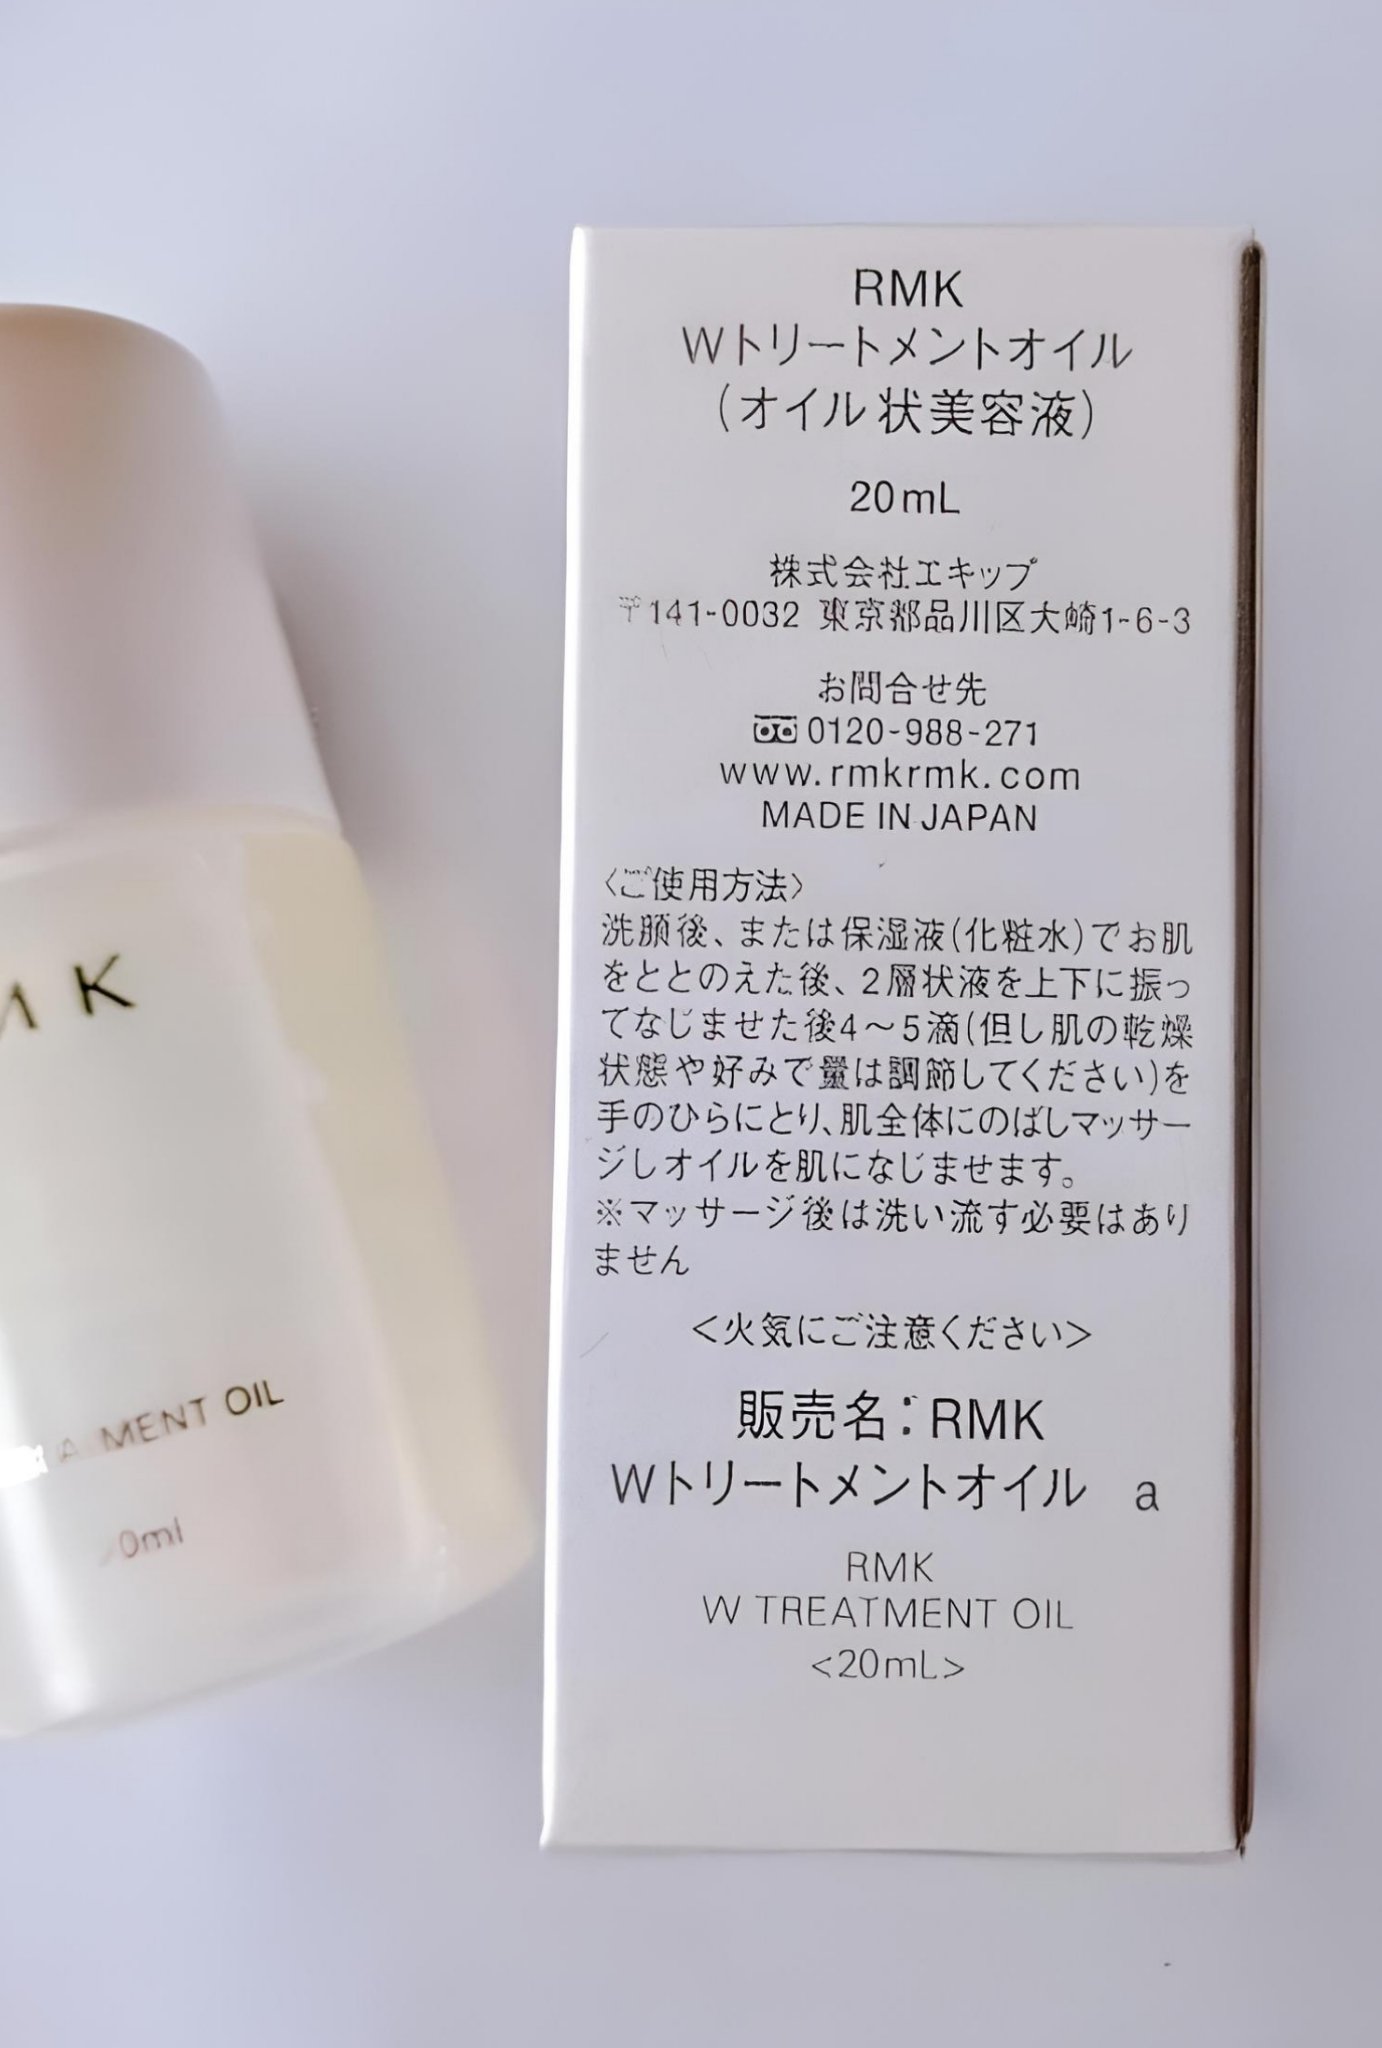 RMK
Wトリートメントオイル
(オイル状美容液)
20mL
株式会社エキップ
〒141-0032 東京都品川区大崎1-6-3
お問合せ先
0120-988-271
www.rmkrmk.com
MADE IN JAPAN
〈ご使用方法〉
洗顔後、または保湿液(化粧水)でお肌
をととのえた後、2層状液を上下に振っ
てなじませた後4～5滴(但し肌の乾燥
状態や好みで量は調節してください)を
手のひらにとり、肌全体にのばしマッサー
ジしオイルを肌になじませます。
※マッサージ後は洗い流す必要はあり
ません
＜火気にご注意ください＞
販売名：RMK
Wトリートメントオイル a
RMK
W TREATMENT OIL
<20mL>
MK
MENT OIL
0ml